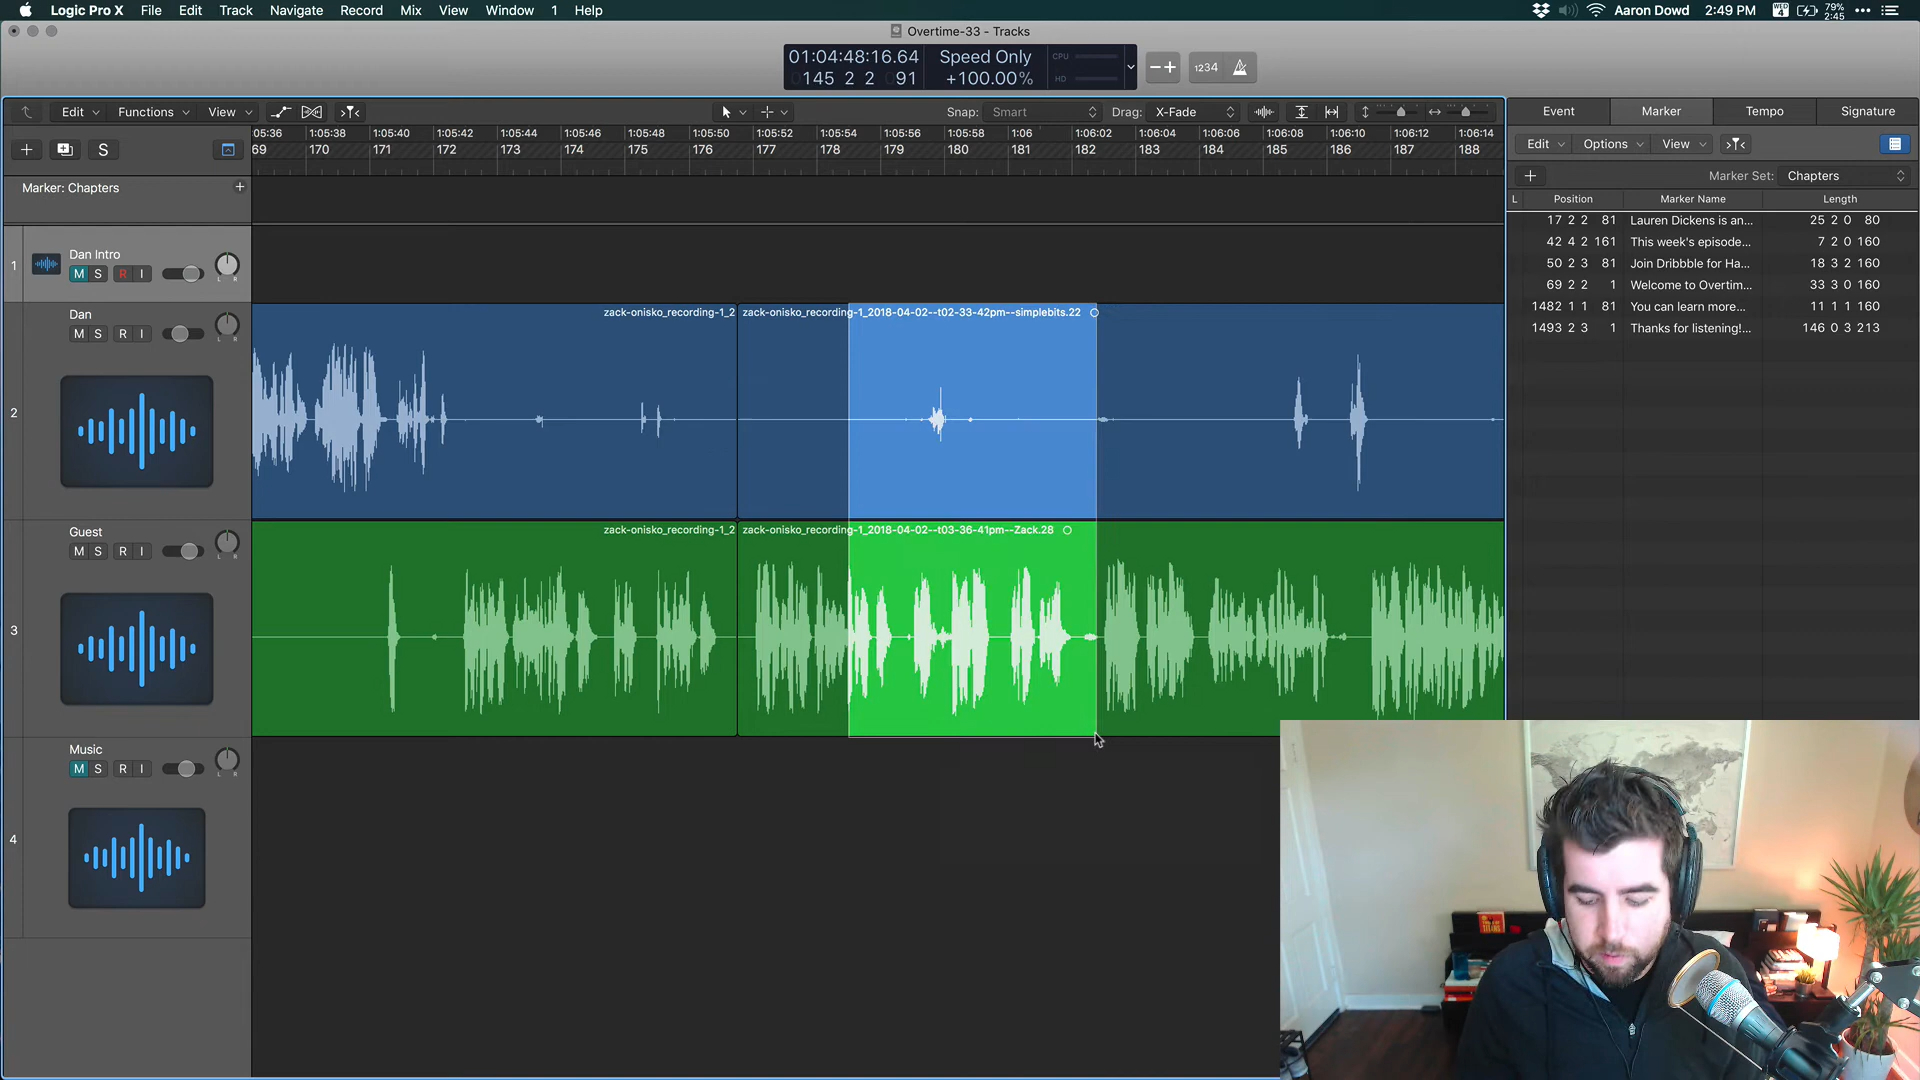 Logic Pro X File Edit Track Navigate Record Mix View Window 1 Help
Aaron Dowd 2:49 PM WED 4 79% 2:45
Overtime-33 - Tracks
01:04:48:16.64 Speed Only CPU
0145 2 2 091 +100.00% HD
1234
Edit Functions View Snap: Smart Drag: X-Fade
Event Marker Tempo Signature
Edit Options View
Marker Set: Chapters
L Position Marker Name Length
17 2 2 81 Lauren Dickens is an... 25 2 0 80
42 4 2 161 This week's episode... 7 2 0 160
50 2 3 81 Join Dribbble for Ha... 18 3 2 160
69 2 2 1 Welcome to Overtim... 33 3 0 160
1482 1 1 81 You can learn more... 11 1 1 160
1493 2 3 1 Thanks for listening!... 146 0 3 213
:05:36 1:05:38 1:05:40 1:05:42 1:05:44 1:05:46 1:05:48 1:05:50 1:05:52 1:05:54 1:05:56 1:05:58 1:06 1:06:02 1:06:04 1:06:06 1:06:08 1:06:10 1:06:12 1:06:14
69 170 171 172 173 174 175 176 177 178 179 180 181 182 183 184 185 186 187 188
S
Marker: Chapters
1
Dan Intro
M S R I
L R
2
Dan
M S R I
L R
zack-onisko_recording-1_2
zack-onisko_recording-1_2018-04-02--t02-33-42pm--simplebits.22
3
Guest
M S R I
L R
zack-onisko_recording-1_2
zack-onisko_recording-1_2018-04-02--t03-36-41pm--Zack.28
4
Music
M S R I
L R